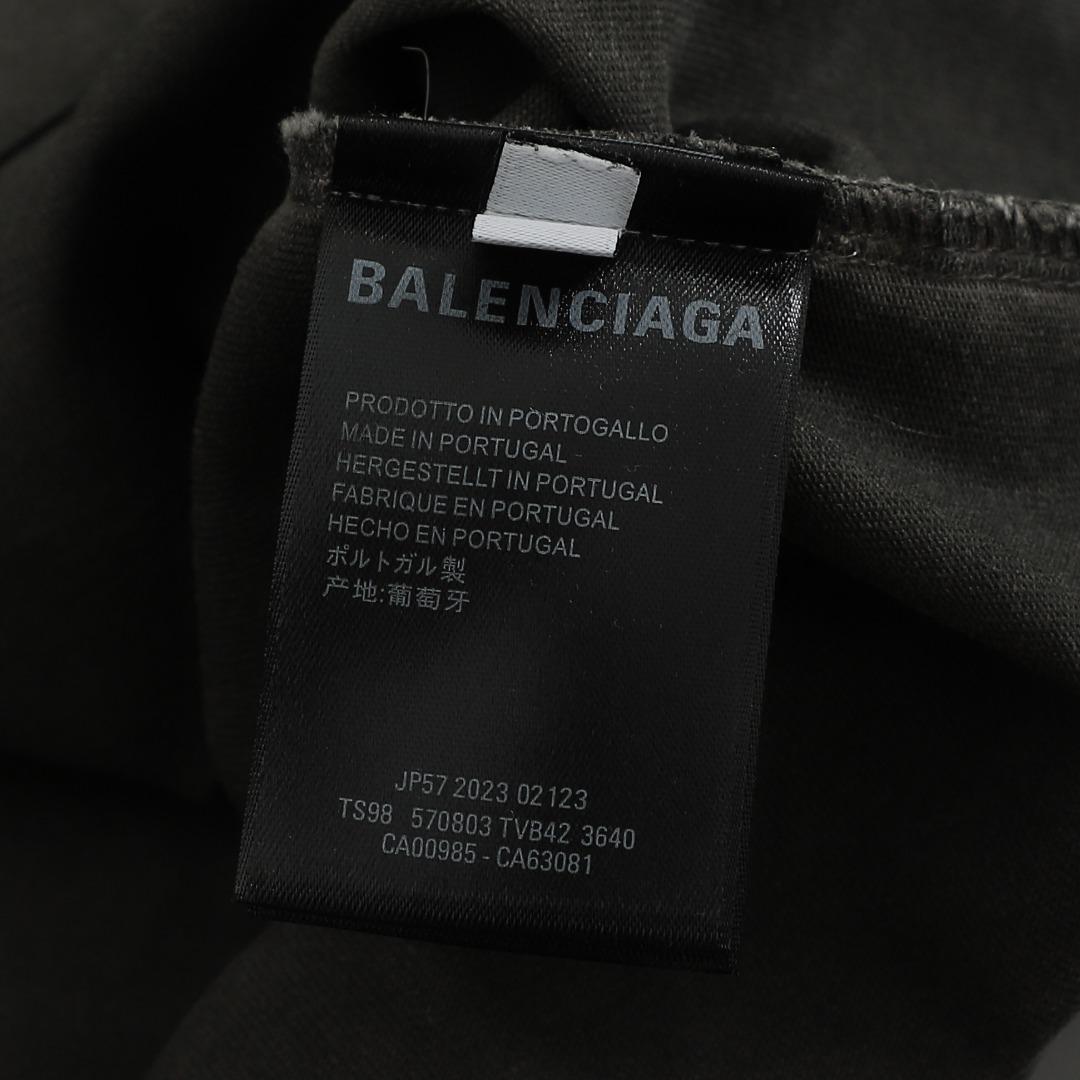 BALENCIAGA
PRODOTTO IN PORTOGALLO
MADE IN PORTUGAL
HERGESTELLT IN PORTUGAL
FABRIQUE EN PORTUGAL
HECHO EN PORTUGAL
ポルトガル製
产地:葡萄牙
JP57 2023 02123
TS98 570803 TVB42 3640
CA00985 - CA63081